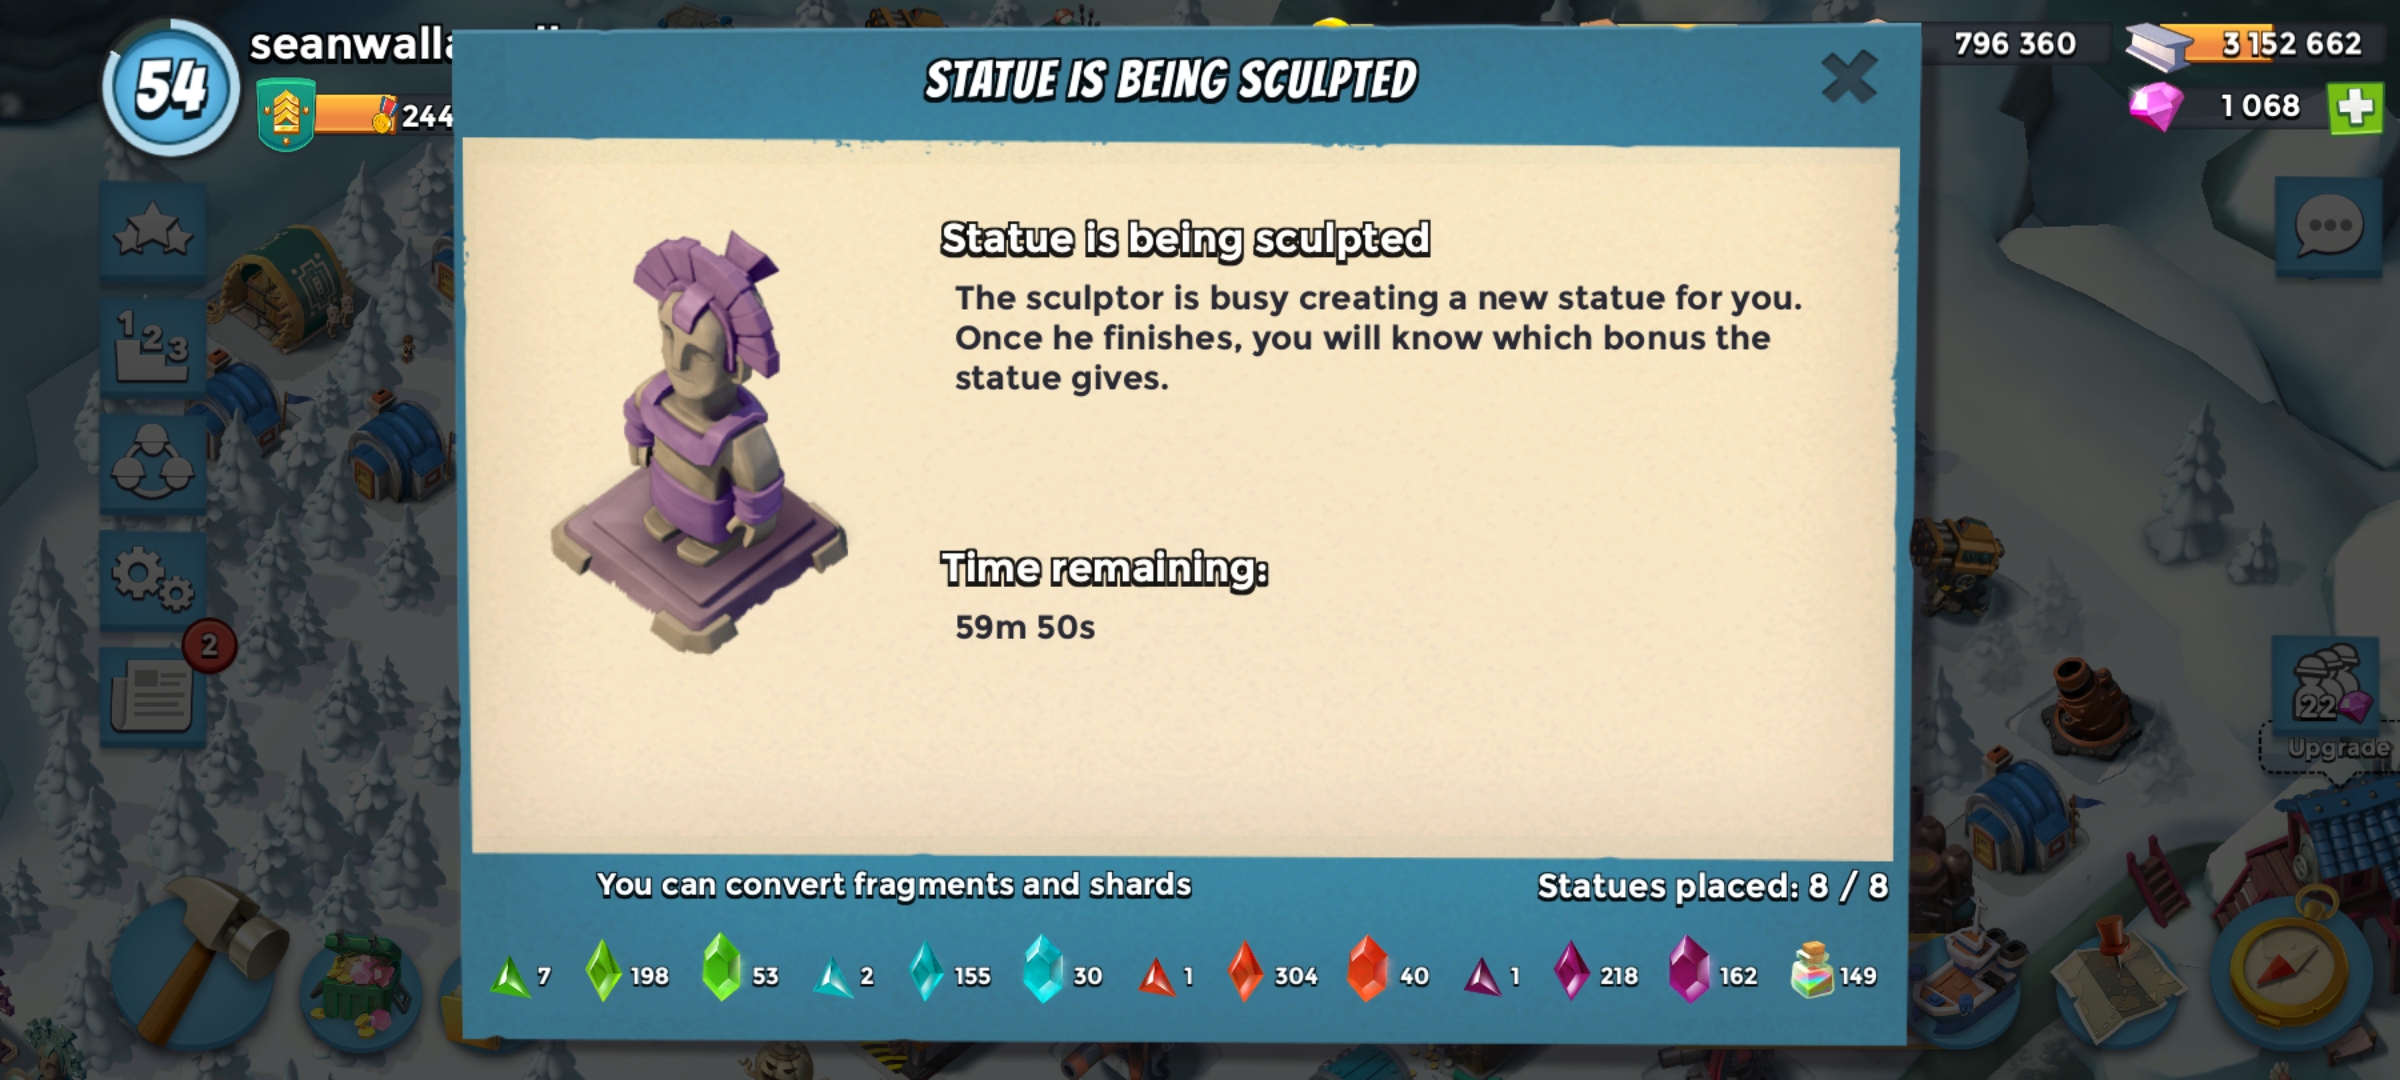 54
244
796 360
3 152 662
1 068
STATUE IS BEING SCULPTED
Statue is being sculpted
The sculptor is busy creating a new statue for you.
Once he finishes, you will know which bonus the
statue gives.
Time remaining:
59m 50s
123
2
22
Upgrade
You can convert fragments and shards
Statues placed: 8 / 8
7 198 53 2 155 30 1 304 40 1 218 162 149